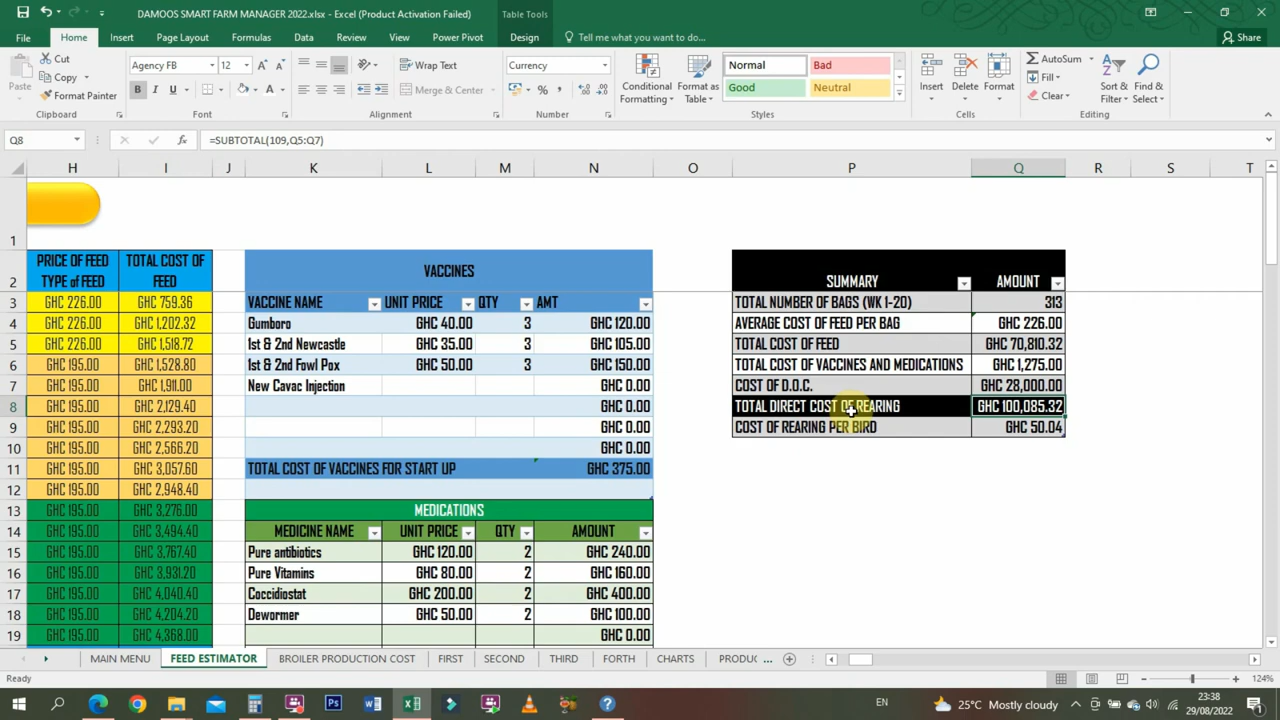 DAMOOS SMART FARM MANAGER 2022.xlsx - Excel (Product Activation Failed)
Table Tools
File Home Insert Page Layout Formulas Data Review View Power Pivot Design Tell me what you want to do... Share
Paste Cut Copy Format Painter Clipboard
Agency FB 12 B I U A A A Font
Wrap Text Merge & Center Alignment
Currency % , Number
Conditional Formatting Format as Table Normal Bad Good Neutral Styles
Insert Delete Format Cells
AutoSum Fill Clear Sort & Filter Find & Select Editing
Q8 fx =SUBTOTAL(109,Q5:Q7)
H I J K L M N O P Q R S T
1
2 PRICE OF FEED TYPE of FEED TOTAL COST OF FEED VACCINES SUMMARY AMOUNT
3 GHC 226.00 GHC 759.36 VACCINE NAME UNIT PRICE QTY AMT TOTAL NUMBER OF BAGS (WK 1-20) 313
4 GHC 226.00 GHC 1,202.32 Gumboro GHC 40.00 3 GHC 120.00 AVERAGE COST OF FEED PER BAG GHC 226.00
5 GHC 226.00 GHC 1,518.72 1st & 2nd Newcastle GHC 35.00 3 GHC 105.00 TOTAL COST OF FEED GHC 70,810.32
6 GHC 195.00 GHC 1,528.80 1st & 2nd Fowl Pox GHC 50.00 3 GHC 150.00 TOTAL COST OF VACCINES AND MEDICATIONS GHC 1,275.00
7 GHC 195.00 GHC 1,911.00 New Cavac Injection GHC 0.00 COST OF D.O.C. GHC 28,000.00
8 GHC 195.00 GHC 2,129.40 GHC 0.00 TOTAL DIRECT COST OF REARING GHC 100,085.32
9 GHC 195.00 GHC 2,293.20 GHC 0.00 COST OF REARING PER BIRD GHC 50.04
10 GHC 195.00 GHC 2,566.20 GHC 0.00
11 GHC 195.00 GHC 3,057.60 TOTAL COST OF VACCINES FOR START UP GHC 375.00
12 GHC 195.00 GHC 2,948.40
13 GHC 195.00 GHC 3,276.00 MEDICATIONS
14 GHC 195.00 GHC 3,494.40 MEDICINE NAME UNIT PRICE QTY AMOUNT
15 GHC 195.00 GHC 3,767.40 Pure antibiotics GHC 120.00 2 GHC 240.00
16 GHC 195.00 GHC 3,931.20 Pure Vitamins GHC 80.00 2 GHC 160.00
17 GHC 195.00 GHC 4,040.40 Coccidiostat GHC 200.00 2 GHC 400.00
18 GHC 195.00 GHC 4,204.20 Dewormer GHC 50.00 2 GHC 100.00
19 GHC 195.00 GHC 4,368.00 GHC 0.00
MAIN MENU FEED ESTIMATOR BROILER PRODUCTION COST FIRST SECOND THIRD FORTH CHARTS PRODUC ...
Ready 124%
EN 25°C Mostly cloudy 23:38
29/08/2022